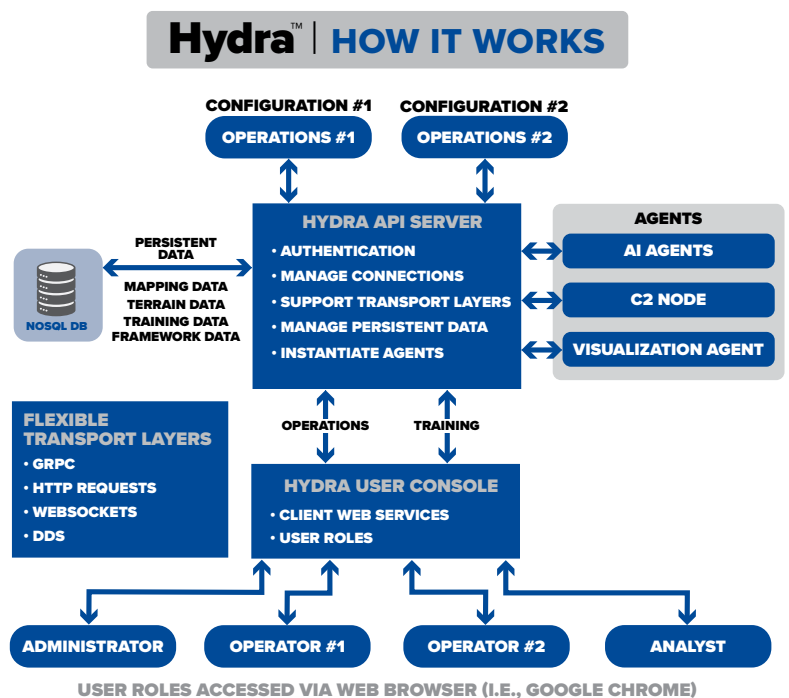 Hydra™ | HOW IT WORKS
CONFIGURATION #1
OPERATIONS #1
CONFIGURATION #2
OPERATIONS #2
HYDRA API SERVER
• AUTHENTICATION
• MANAGE CONNECTIONS
• SUPPORT TRANSPORT LAYERS
• MANAGE PERSISTENT DATA
• INSTANTIATE AGENTS
AGENTS
AI AGENTS
C2 NODE
VISUALIZATION AGENT
PERSISTENT
DATA
MAPPING DATA
TERRAIN DATA
TRAINING DATA
FRAMEWORK DATA
NOSQL DB
OPERATIONS
TRAINING
FLEXIBLE
TRANSPORT LAYERS
• GRPC
• HTTP REQUESTS
• WEBSOCKETS
• DDS
HYDRA USER CONSOLE
• CLIENT WEB SERVICES
• USER ROLES
ADMINISTRATOR
OPERATOR #1
OPERATOR #2
ANALYST
USER ROLES ACCESSED VIA WEB BROWSER (I.E., GOOGLE CHROME)